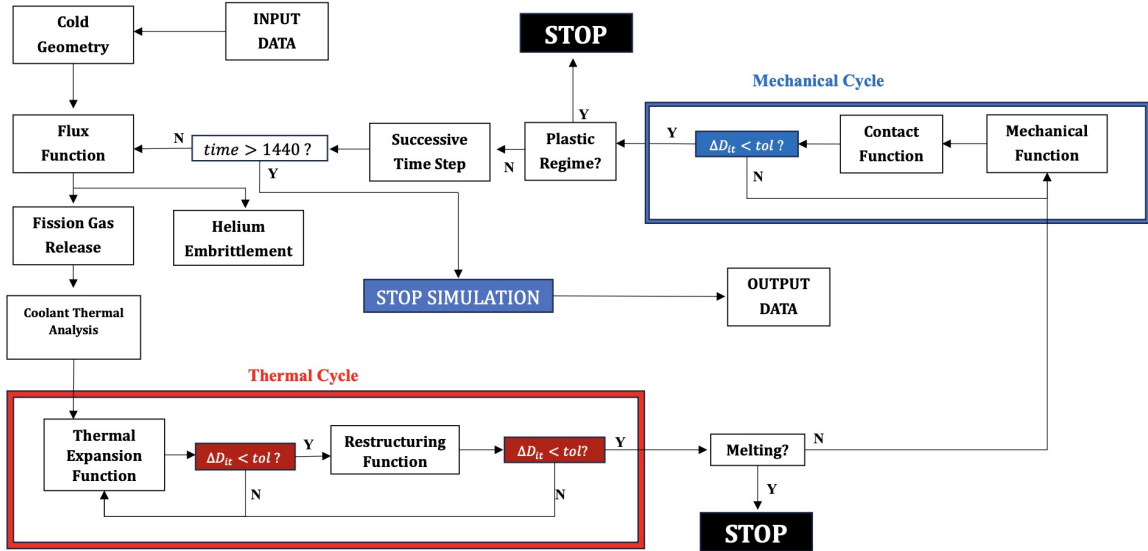 Cold
Geometry
INPUT
DATA
STOP
Mechanical Cycle
Flux
Function
N
time > 1440 ?
Y
Successive
Time Step
N
Plastic
Regime?
Y
Y
ΔD_it < tol ?
N
Contact
Function
Mechanical
Function
Fission Gas
Release
Helium
Embrittlement
STOP SIMULATION
OUTPUT
DATA
Coolant Thermal
Analysis
Thermal Cycle
Thermal
Expansion
Function
ΔD_it < tol ?
Y
N
Restructuring
Function
ΔD_it < tol?
Y
N
Melting?
N
Y
STOP